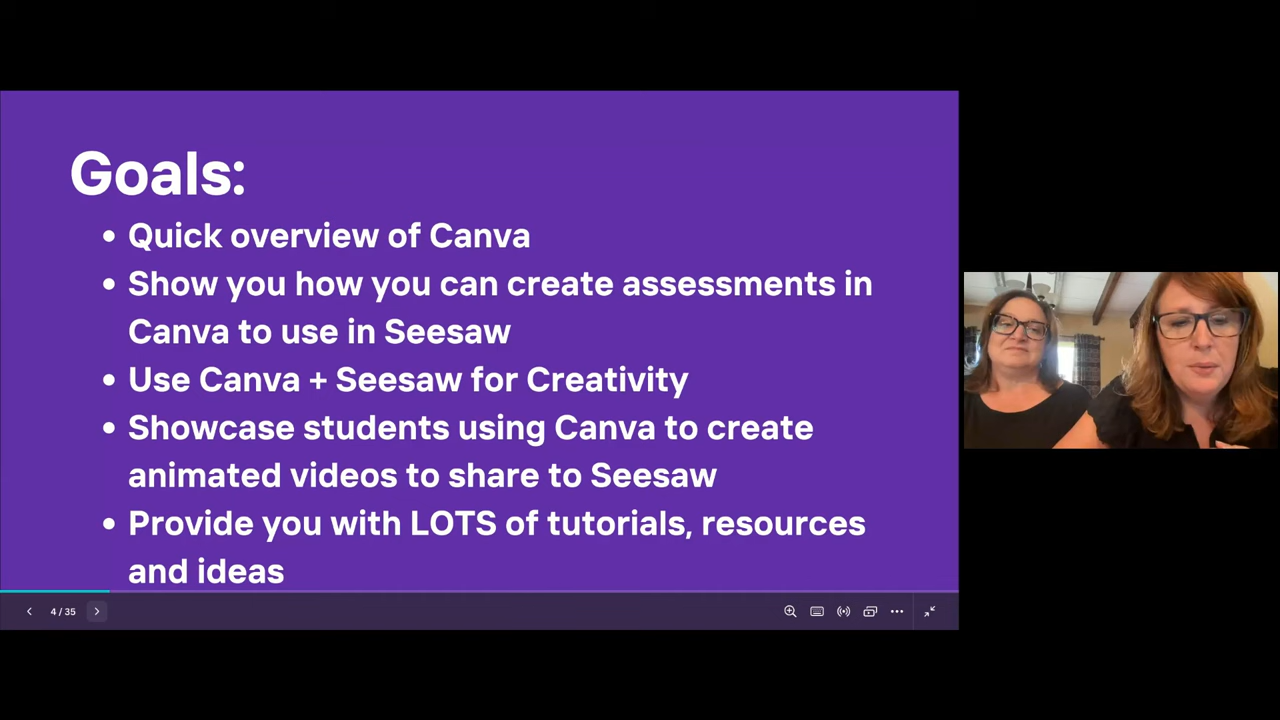 Goals:
• Quick overview of Canva
• Show you how you can create assessments in
Canva to use in Seesaw
• Use Canva + Seesaw for Creativity
• Showcase students using Canva to create
animated videos to share to Seesaw
• Provide you with LOTS of tutorials, resources
and ideas
4 / 35